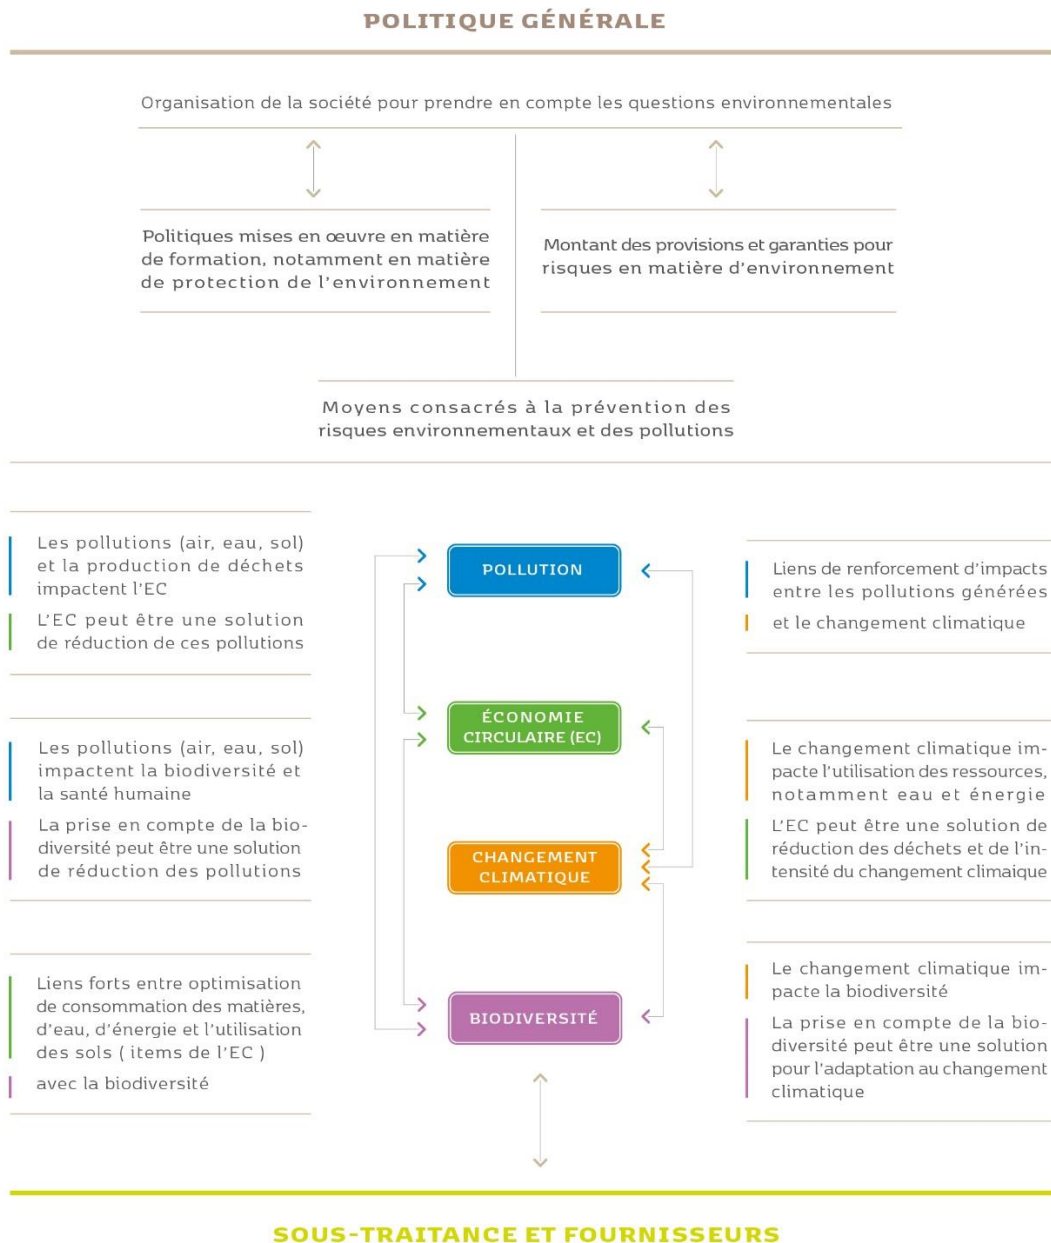 POLITIQUE GÉNÉRALE
Organisation de la société pour prendre en compte les questions environnementales
Politiques mises en œuvre en matière
de formation, notamment en matière
de protection de l'environnement
Montant des provisions et garanties pour
risques en matière d'environnement
Moyens consacrés à la prévention des
risques environnementaux et des pollutions
Les pollutions (air, eau, sol)
et la production de déchets
impactent l'EC
L'EC peut être une solution
de réduction de ces pollutions
Les pollutions (air, eau, sol)
impactent la biodiversité et
la santé humaine
La prise en compte de la bio-
diversité peut être une solution
de réduction des pollutions
Liens forts entre optimisation
de consommation des matières,
d'eau, d'énergie et l'utilisation
des sols ( items de l'EC )
avec la biodiversité
POLLUTION
ÉCONOMIE
CIRCULAIRE (EC)
CHANGEMENT
CLIMATIQUE
BIODIVERSITÉ
Liens de renforcement d'impacts
entre les pollutions générées
et le changement climatique
Le changement climatique im-
pacte l'utilisation des ressources,
notamment eau et énergie
L'EC peut être une solution de
réduction des déchets et de l'in-
tensité du changement climaique
Le changement climatique im-
pacte la biodiversité
La prise en compte de la bio-
diversité peut être une solution
pour l'adaptation au changement
climatique
SOUS-TRAITANCE ET FOURNISSEURS